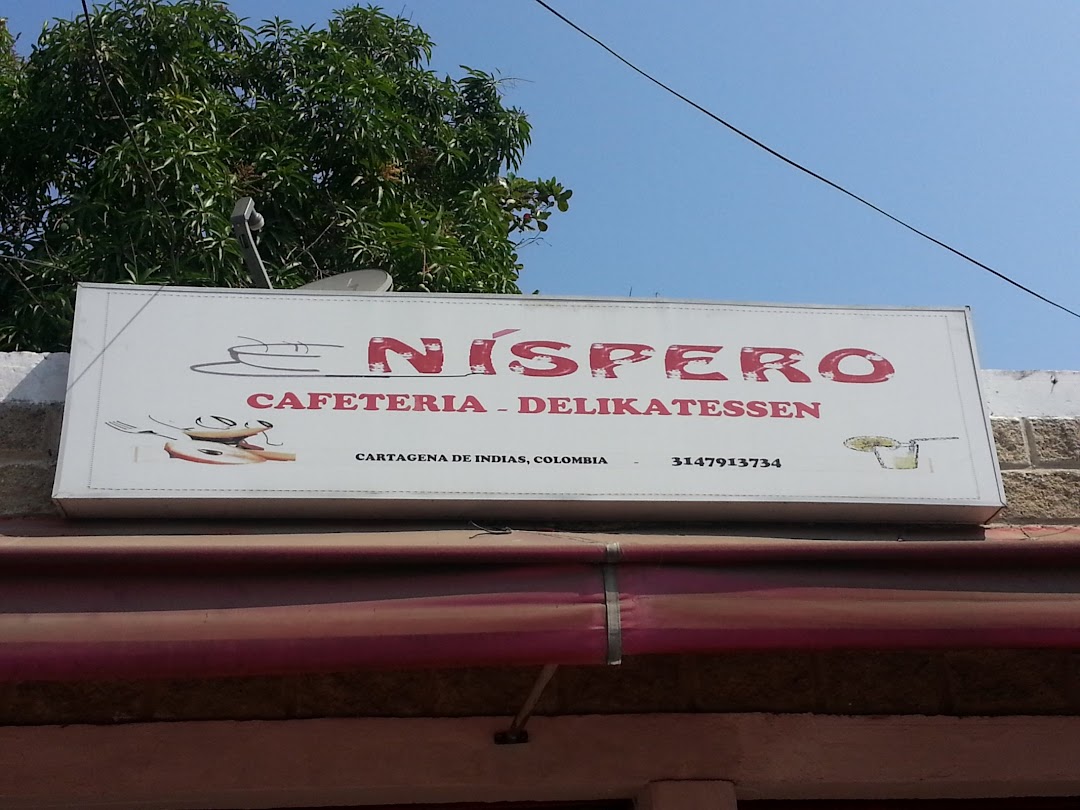 NÍSPERO
CAFETERIA - DELIKATESSEN
CARTAGENA DE INDIAS, COLOMBIA - 3147913734